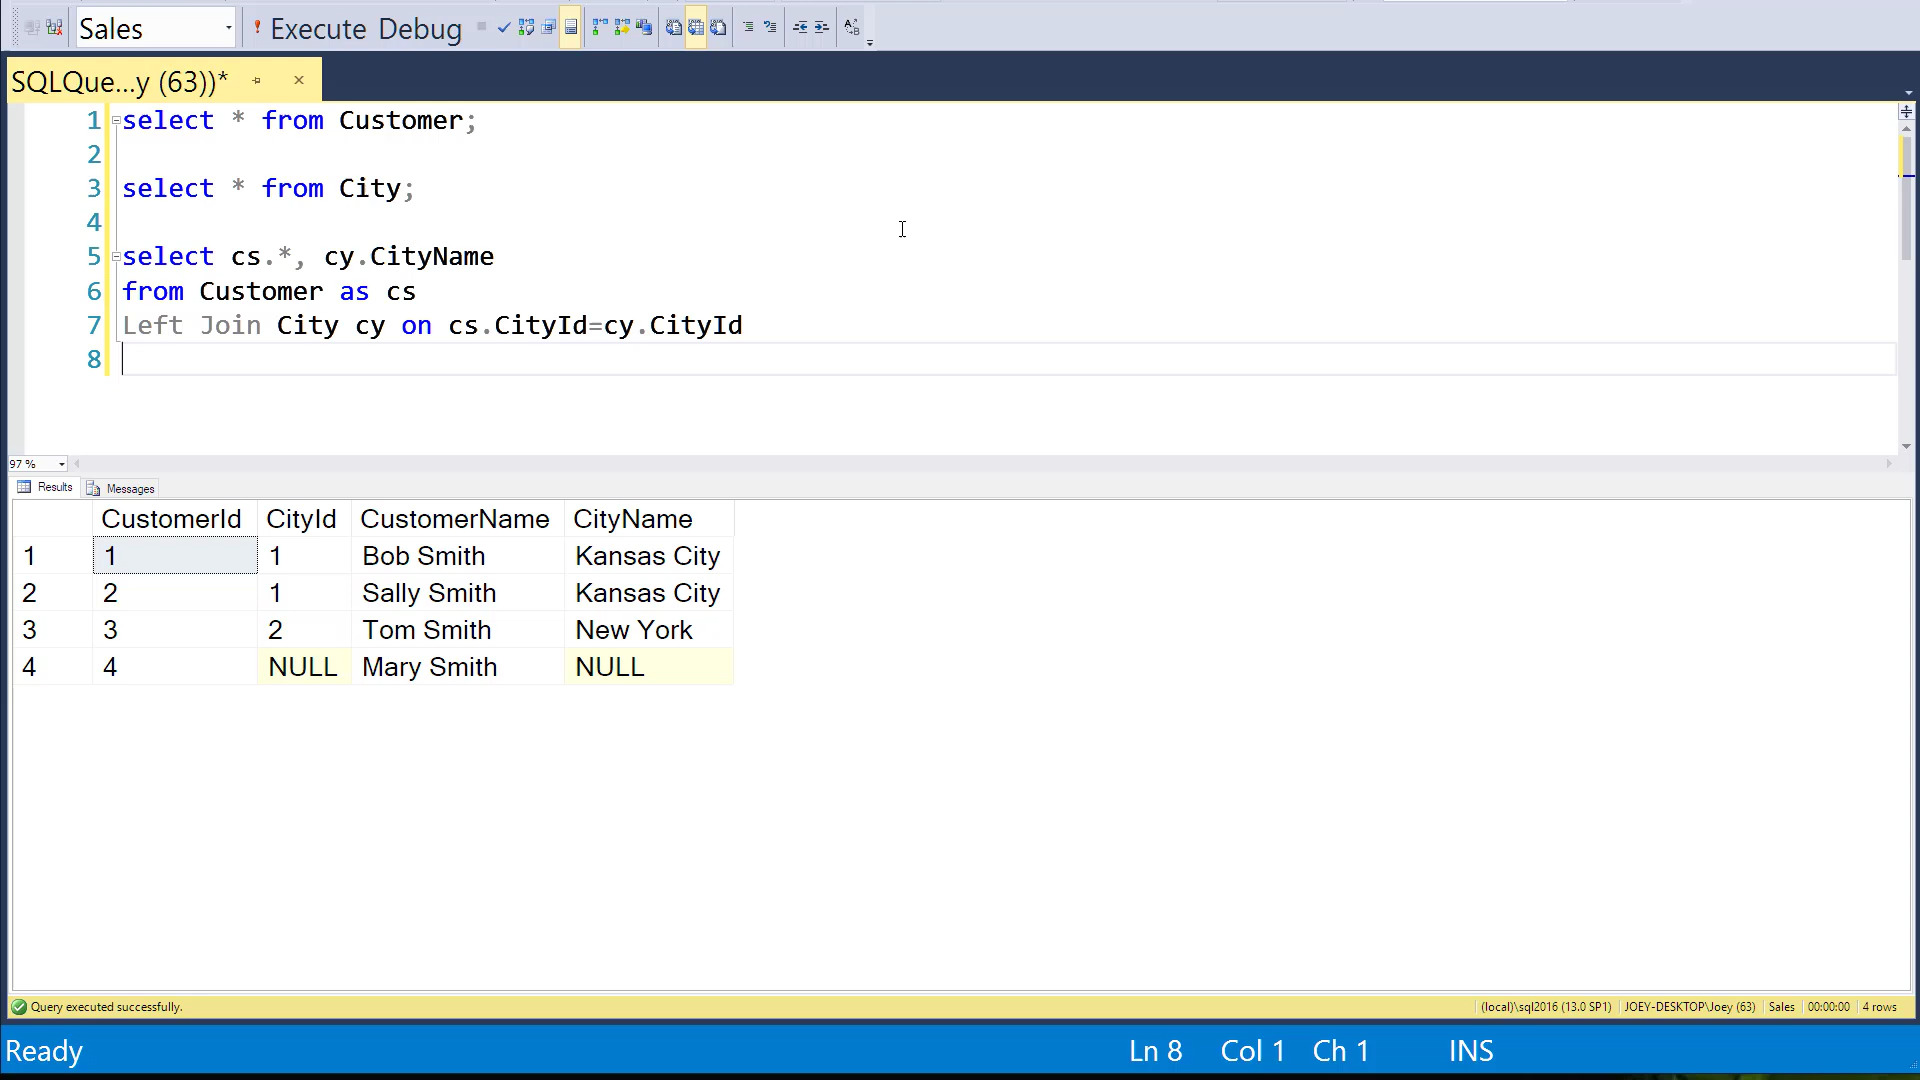 Sales Execute Debug
SQLQue...y (63))*
1 select * from Customer;
2
3 select * from City;
4
5 select cs.*, cy.CityName
6 from Customer as cs
7 Left Join City cy on cs.CityId=cy.CityId
8
97 %
Results Messages
CustomerId CityId CustomerName CityName
1 1 1 Bob Smith Kansas City
2 2 1 Sally Smith Kansas City
3 3 2 Tom Smith New York
4 4 NULL Mary Smith NULL
Query executed successfully. (local)\sql2016 (13.0 SP1) JOEY-DESKTOP\Joey (63) Sales 00:00:00 4 rows
Ready Ln 8 Col 1 Ch 1 INS